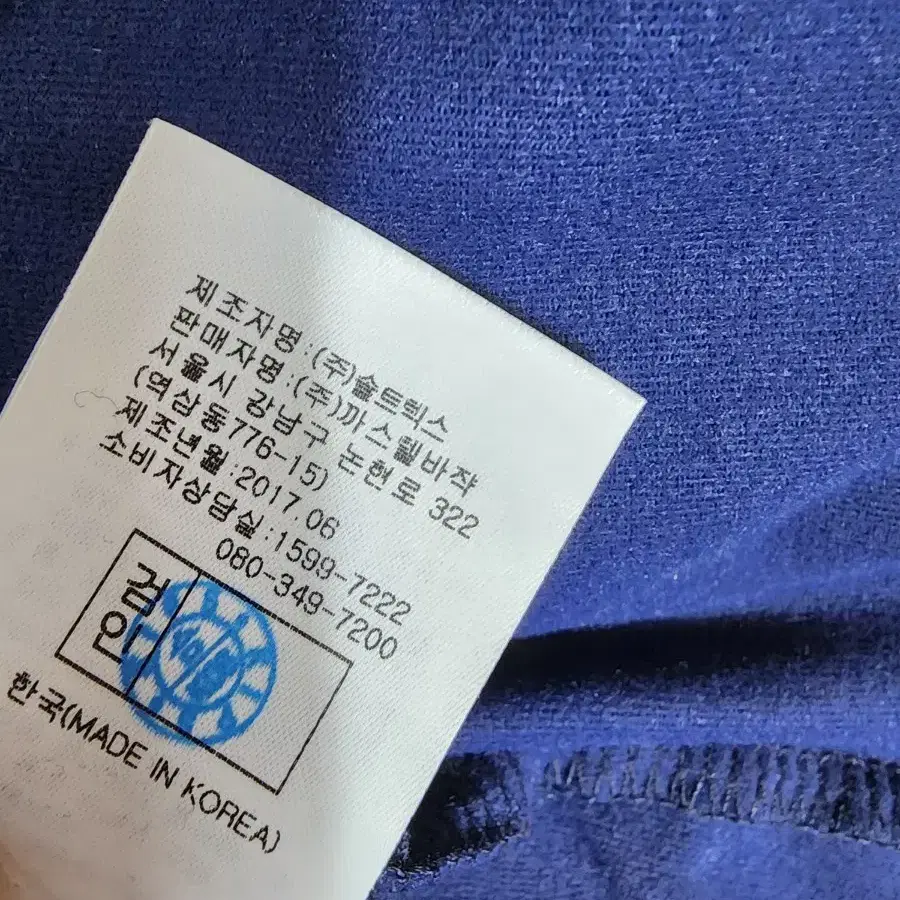 제조자명:(주)솔트렉스
판매자명:(주)까스텔바작
서울시 강남구 논현로 322
(역삼동776-15)
제조년월:2017.06
소비자상담실:1599-7222
080-349-7200
검인
한국(MADE IN KOREA)